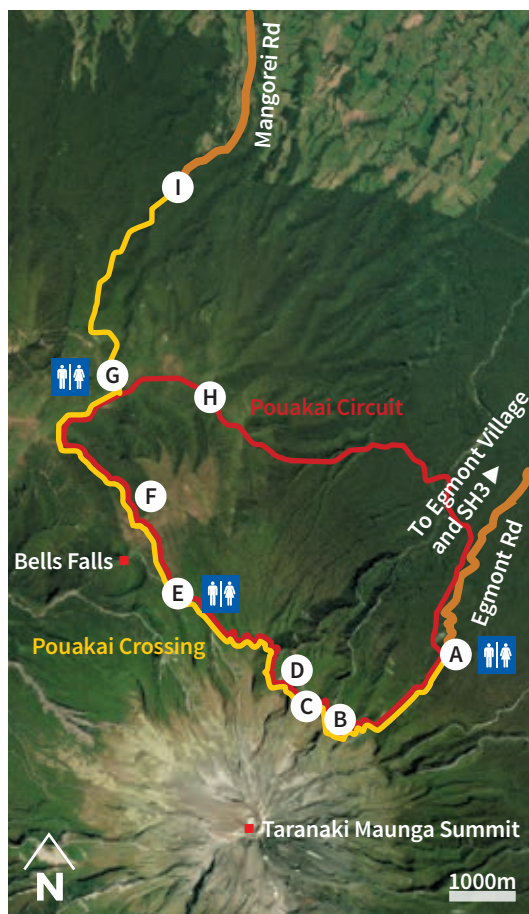 Mangorei Rd
I
G
H
Pouakai Circuit
To Egmont Village
and SH3
F
Egmont Rd
Bells Falls
E
Pouakai Crossing
A
D
C
B
Taranaki Maunga Summit
N
1000m